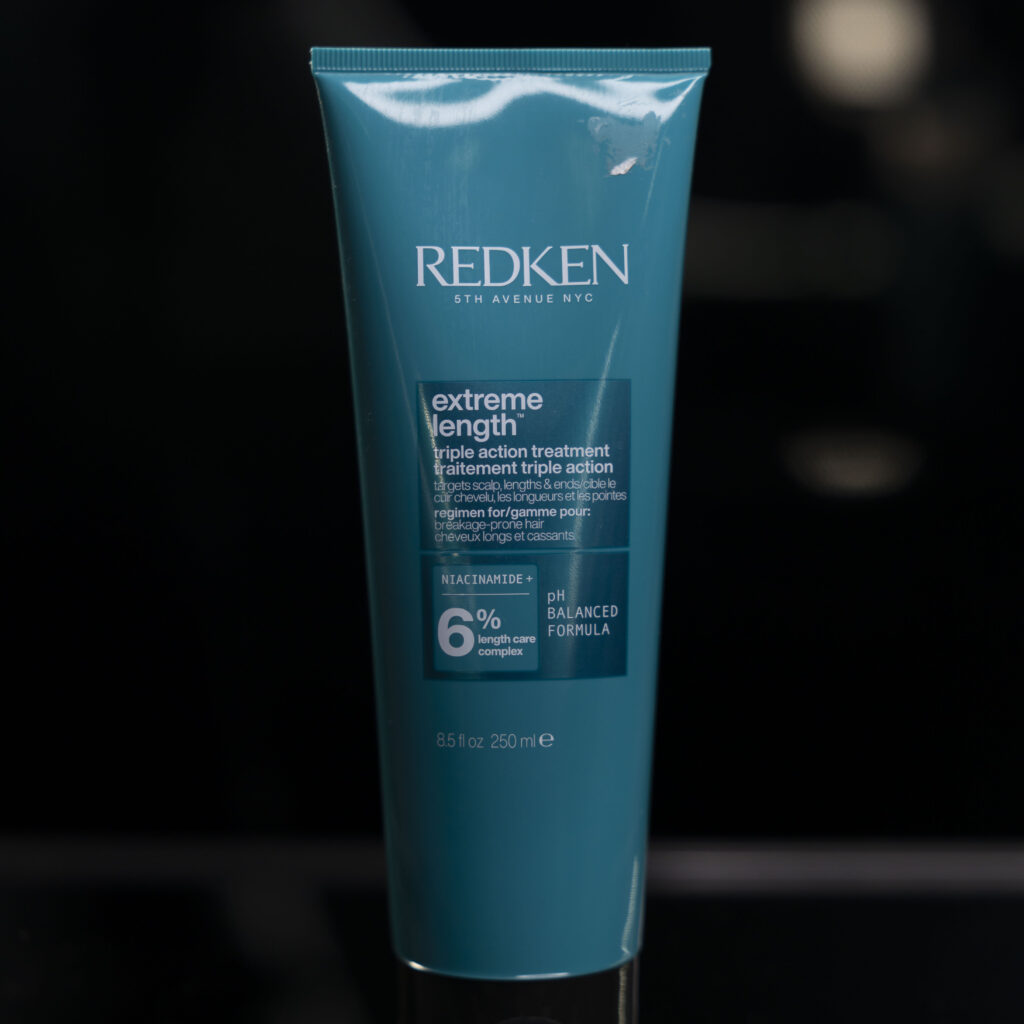 REDKEN
5TH AVENUE NYC
extreme
length™
triple action treatment
traitement triple action
targets scalp, lengths & ends/cible le
cuir chevelu, les longueurs et les pointes
regimen for/gamme pour:
breakage-prone hair
cheveux longs et cassants
NIACINAMIDE +
6%
length care
complex
pH
BALANCED
FORMULA
8.5 fl oz 250 ml ℮